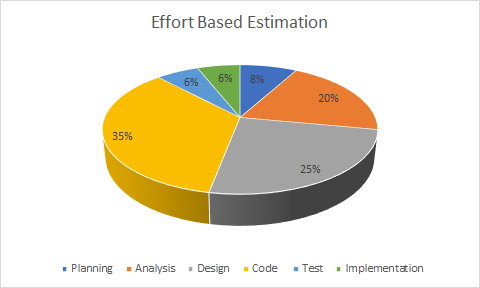 Effort Based Estimation
6% 6% 8%
20%
35%
25%
Planning Analysis Design Code Test Implementation